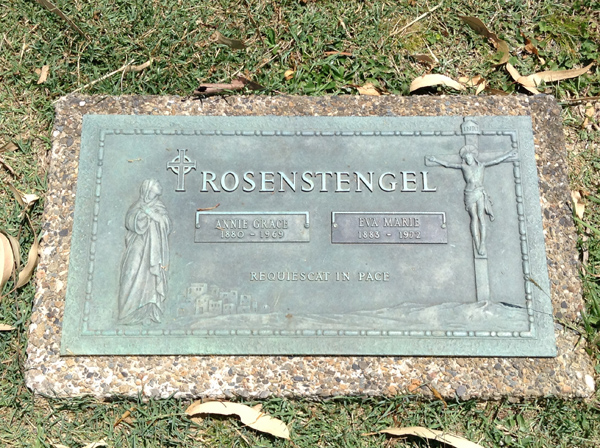 ROSENSTENGEL
ANNIE GRACE
1880 - 1969
EVA MARIE
1883 - 1972
REQUIESCAT IN PACE